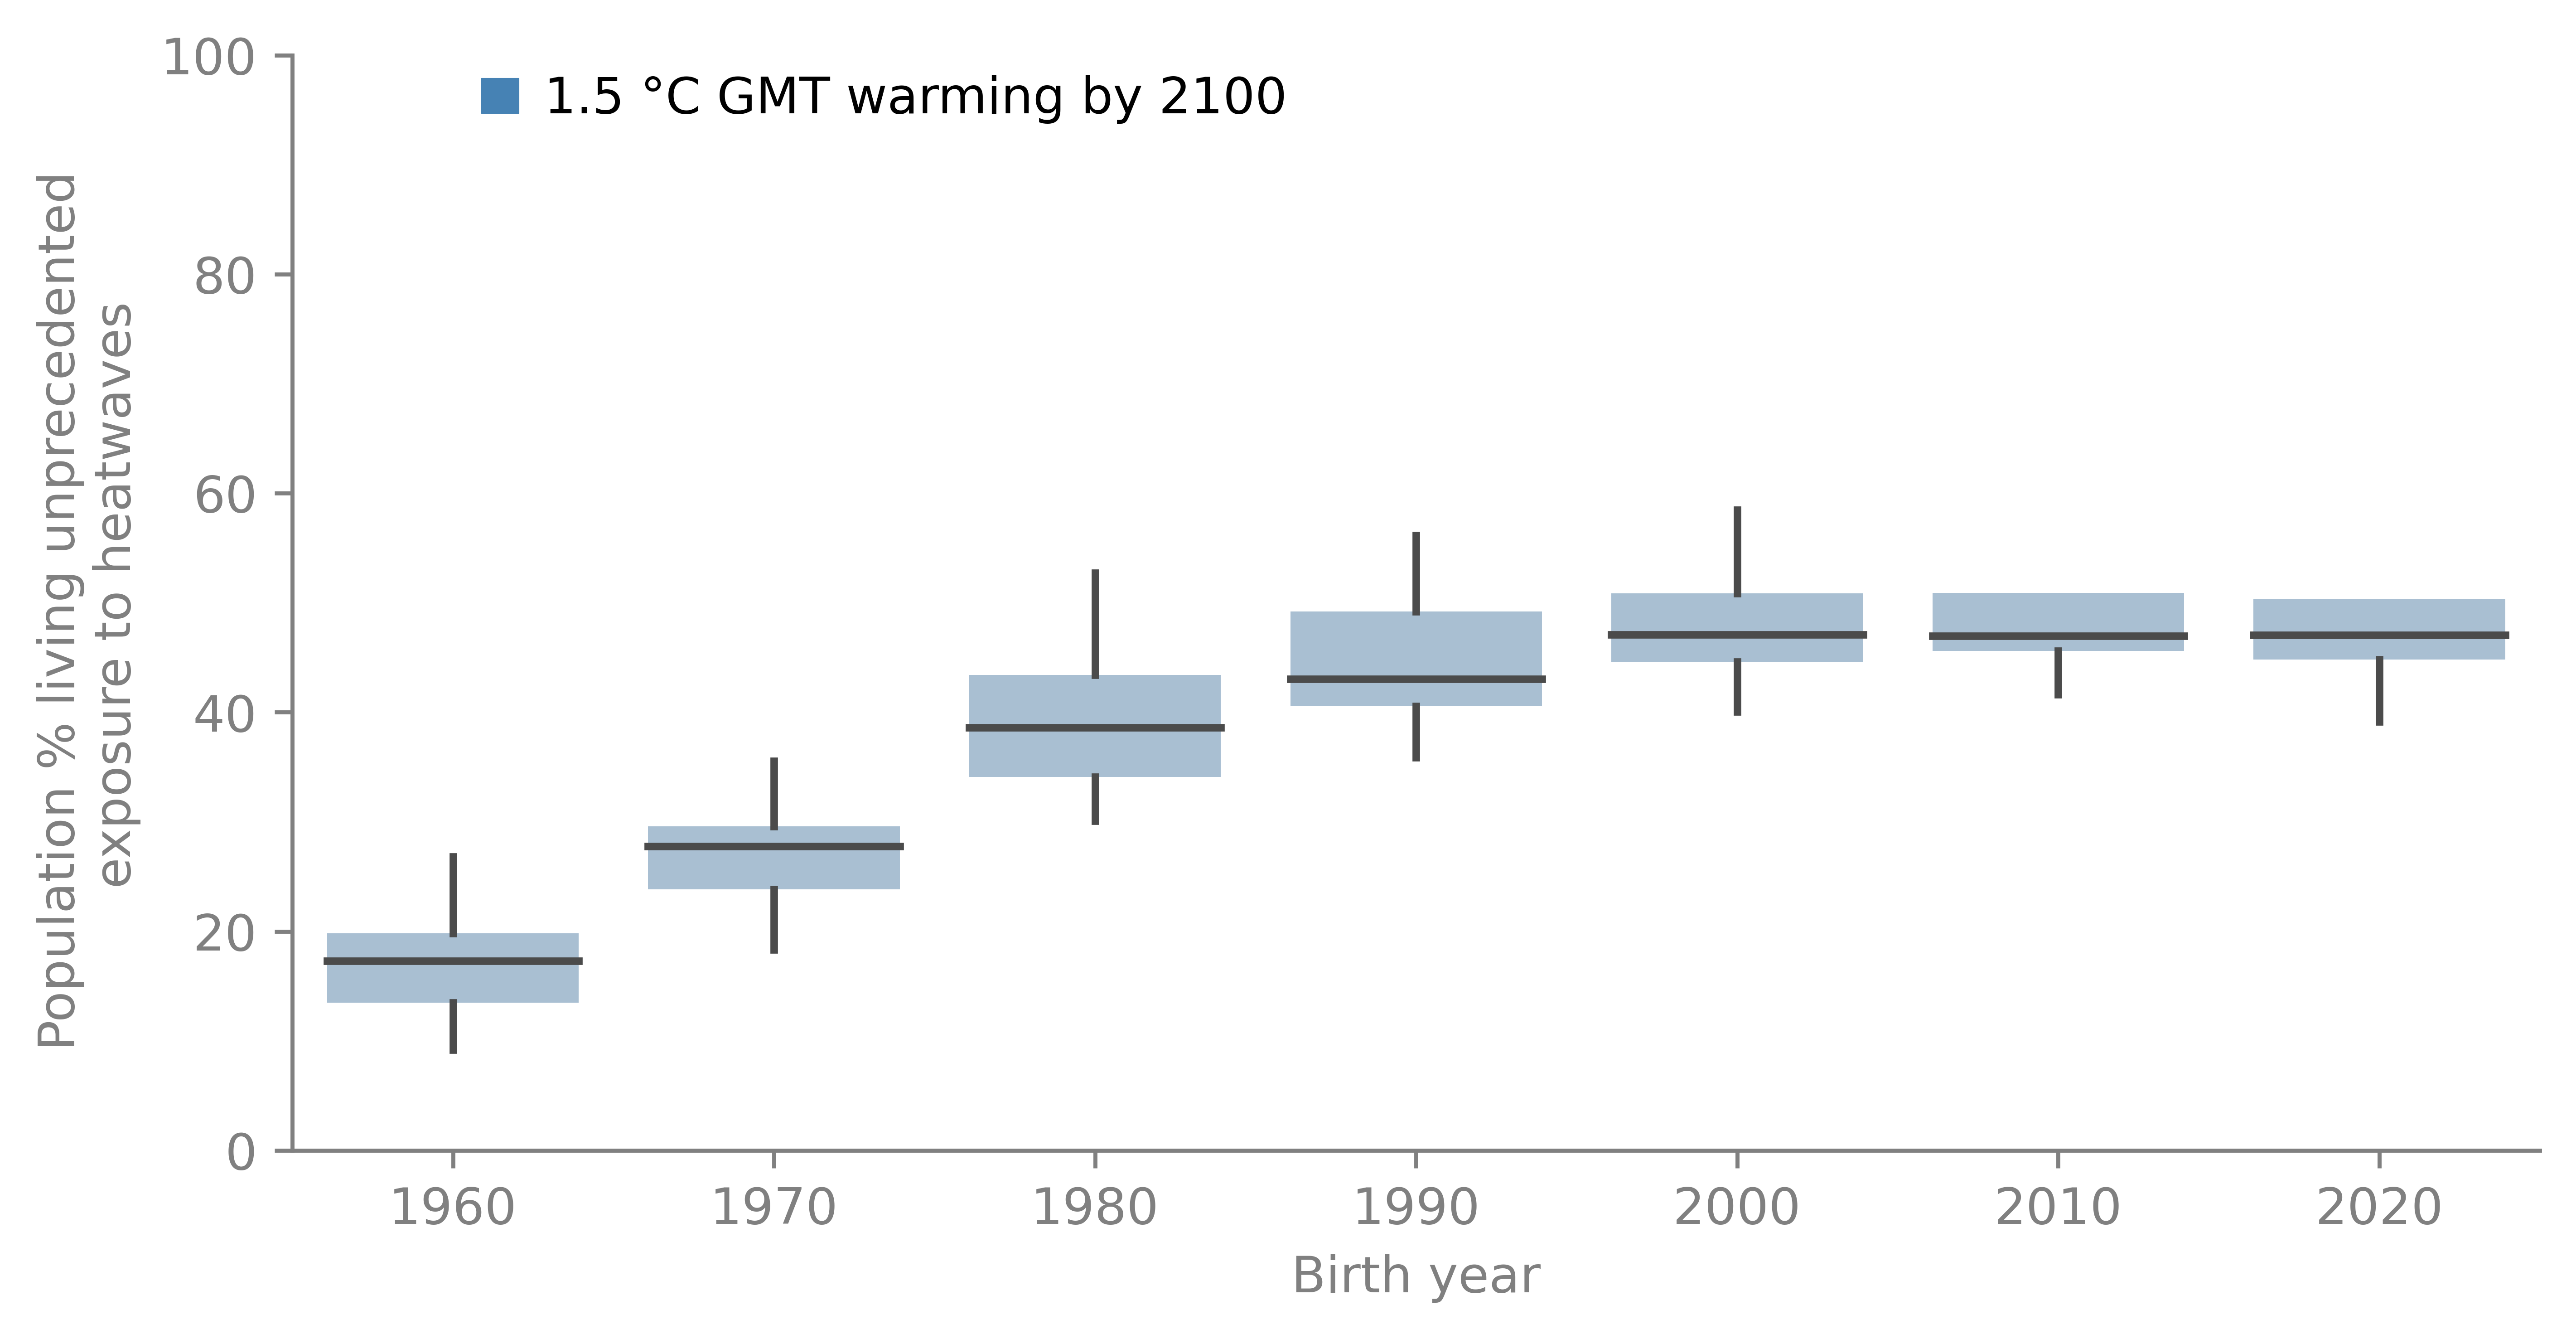 1.5 °C GMT warming by 2100
Population % living unprecedented
exposure to heatwaves
100
80
60
40
20
0
1960 1970 1980 1990 2000 2010 2020
Birth year